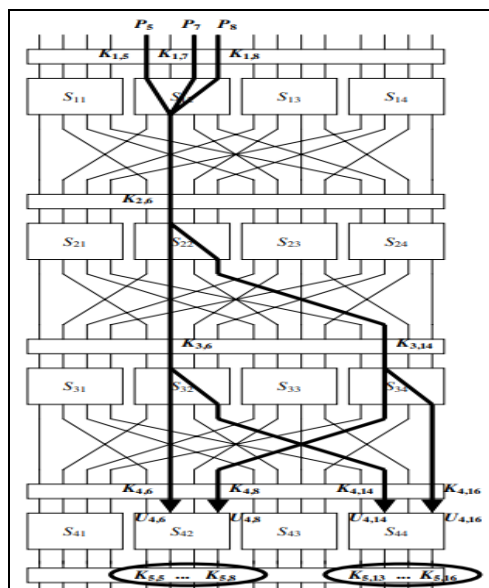 P5 P7 P8
K1,5 K1,7 K1,8
S11 S12 S13 S14
K2,6
S21 S22 S23 S24
K3,6 K3,14
S31 S32 S33 S34
K4,6 K4,8 K4,14 K4,16
U4,6 U4,8 U4,14 U4,16
S41 S42 S43 S44
K5,5 ... K5,8 K5,13 ... K5,16